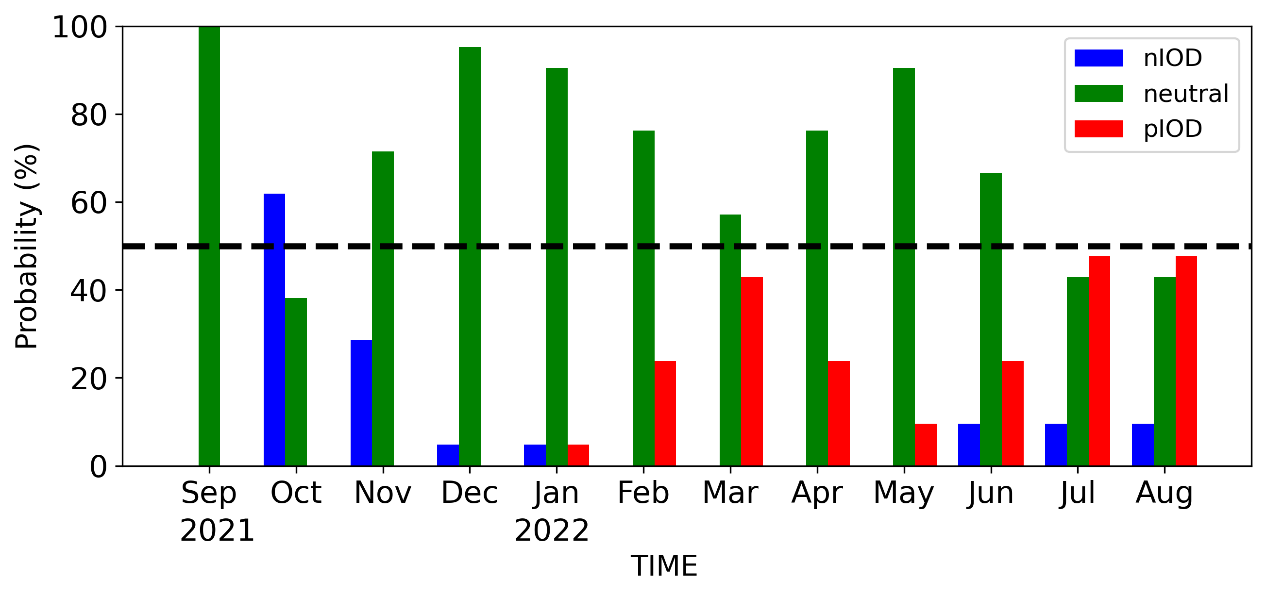 100
80
60
40
20
0
Probability (%)
nIOD
neutral
pIOD
Sep Oct Nov Dec Jan Feb Mar Apr May Jun Jul Aug
2021 2022
TIME